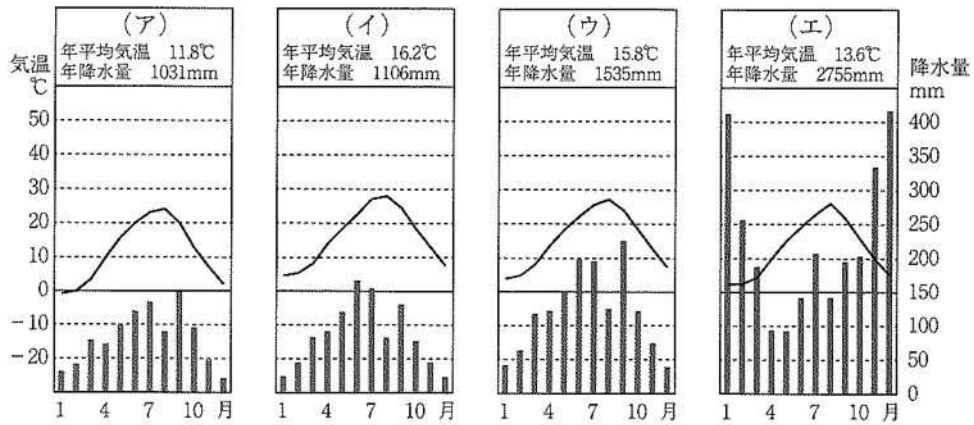 (ア)
年平均気温 11.8℃
年降水量 1031mm
(イ)
年平均気温 16.2℃
年降水量 1106mm
(ウ)
年平均気温 15.8℃
年降水量 1535mm
(エ)
年平均気温 13.6℃
年降水量 2755mm
気温
℃
50
40
30
20
10
0
-10
-20
降水量
mm
400
350
300
250
200
150
100
50
0
1 4 7 10 月
1 4 7 10 月
1 4 7 10 月
1 4 7 10 月